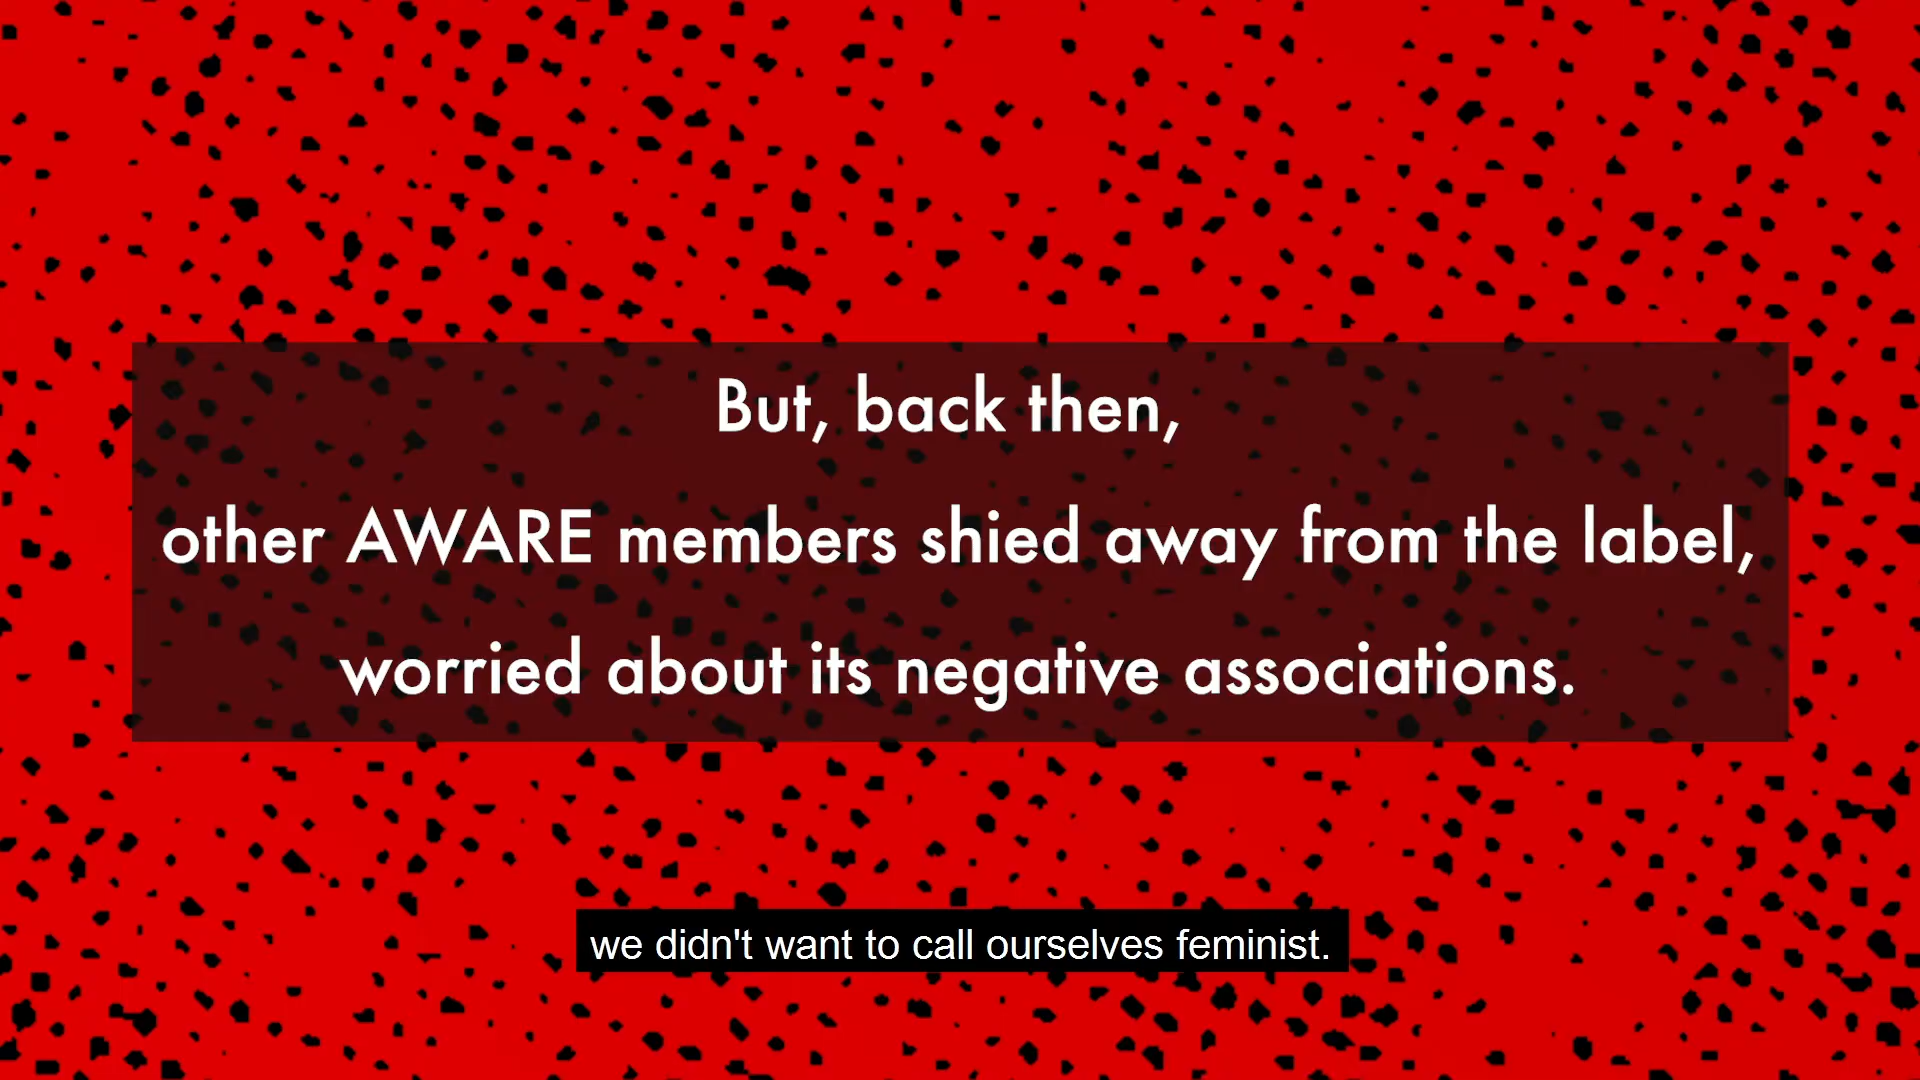 But, back then,
other AWARE members shied away from the label,
worried about its negative associations.
we didn't want to call ourselves feminist.